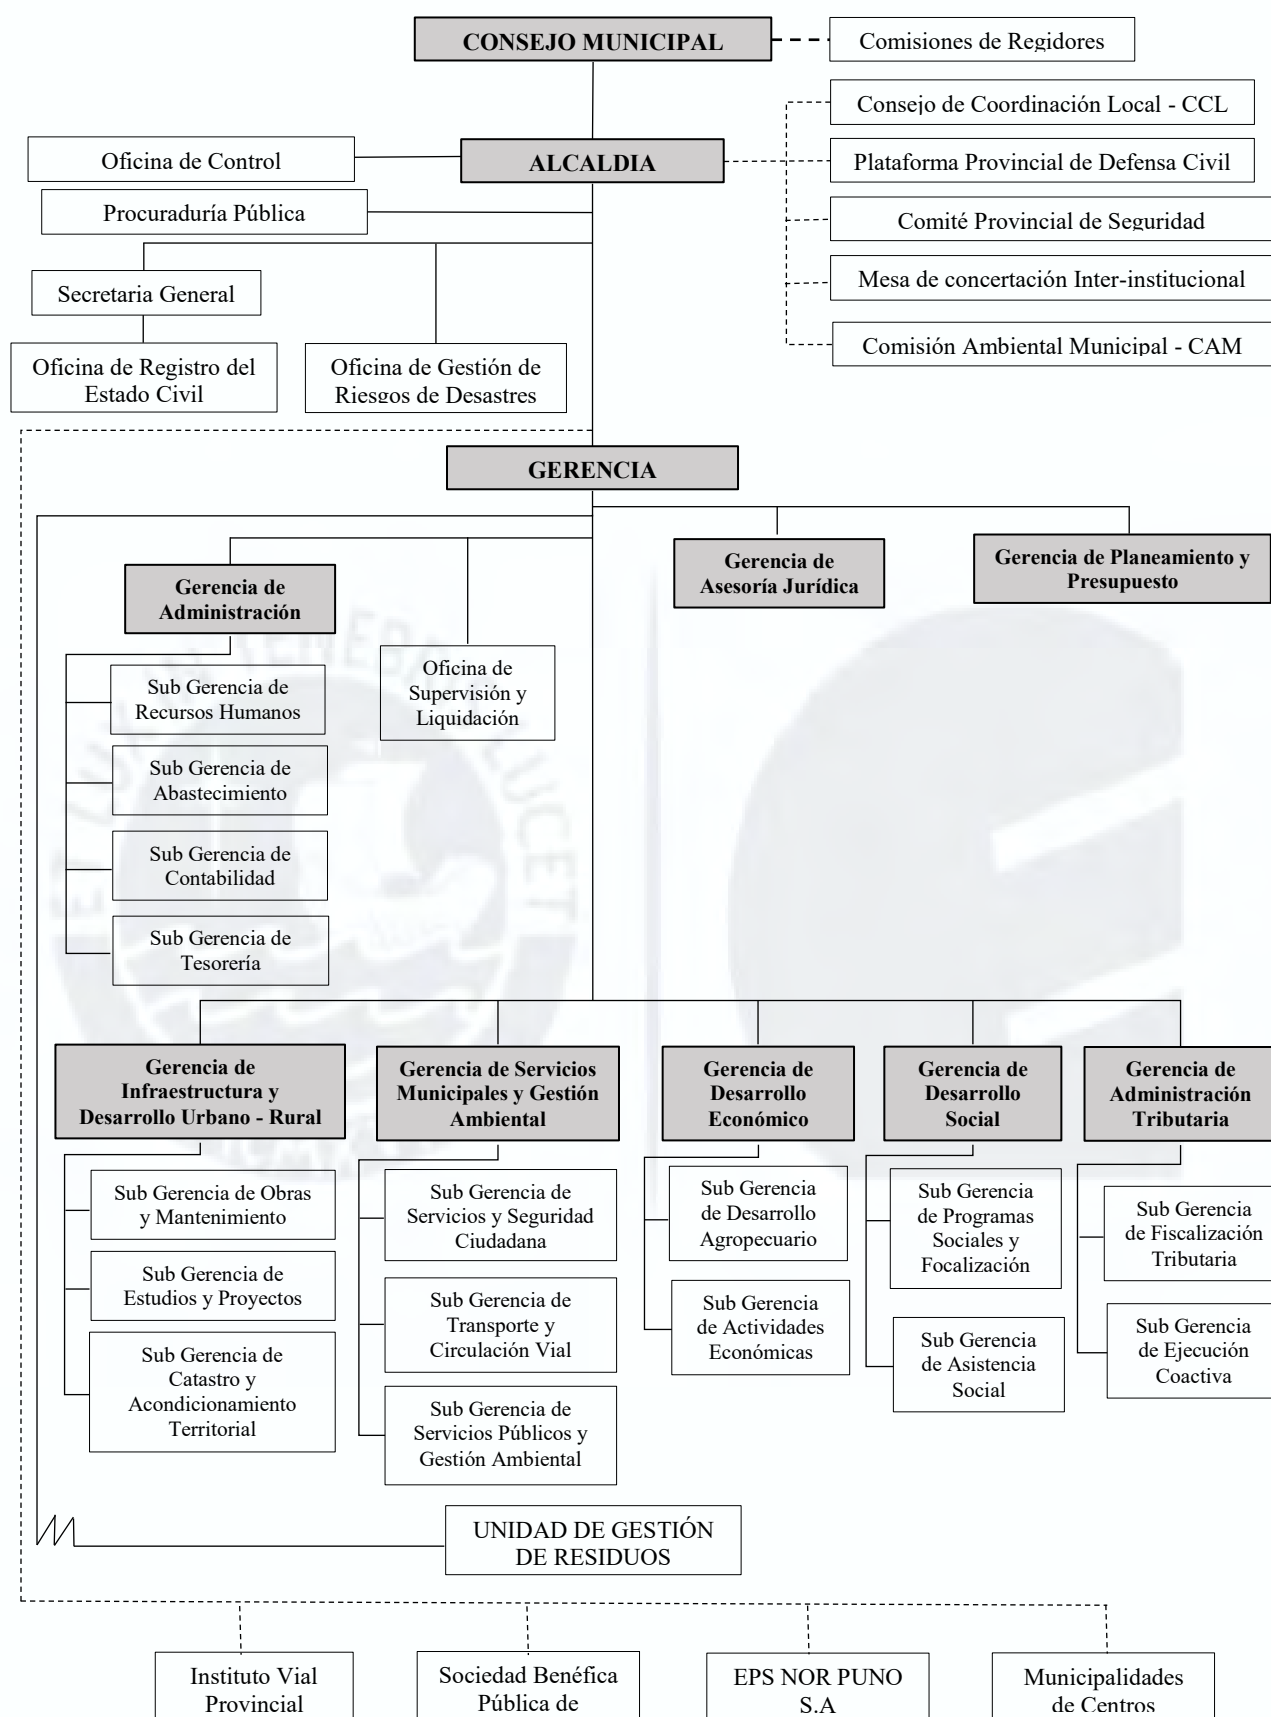 CONSEJO MUNICIPAL
Comisiones de Regidores
Consejo de Coordinación Local - CCL
Oficina de Control
ALCALDIA
Plataforma Provincial de Defensa Civil
Procuraduría Pública
Comité Provincial de Seguridad
Secretaria General
Mesa de concertación Inter-institucional
Oficina de Registro del
Estado Civil
Oficina de Gestión de
Riesgos de Desastres
Comisión Ambiental Municipal - CAM
GERENCIA
Gerencia de
Asesoría Jurídica
Gerencia de Planeamiento y
Presupuesto
Gerencia de
Administración
Oficina de
Supervisión y
Liquidación
Sub Gerencia de
Recursos Humanos
Sub Gerencia de
Abastecimiento
Sub Gerencia de
Contabilidad
Sub Gerencia de
Tesorería
ET LUX IN TENEBRIS LUCET
Gerencia de
Infraestructura y
Desarrollo Urbano - Rural
Gerencia de Servicios
Municipales y Gestión
Ambiental
Gerencia de
Desarrollo
Económico
Gerencia de
Desarrollo
Social
Gerencia de
Administración
Tributaria
Sub Gerencia de Obras
y Mantenimiento
Sub Gerencia de
Estudios y Proyectos
Sub Gerencia de
Catastro y
Acondicionamiento
Territorial
Sub Gerencia de
Servicios y Seguridad
Ciudadana
Sub Gerencia de
Transporte y
Circulación Vial
Sub Gerencia de
Servicios Públicos y
Gestión Ambiental
Sub Gerencia
de Desarrollo
Agropecuario
Sub Gerencia
de Actividades
Económicas
Sub Gerencia
de Programas
Sociales y
Focalización
Sub Gerencia
de Asistencia
Social
Sub Gerencia
de Fiscalización
Tributaria
Sub Gerencia
de Ejecución
Coactiva
UNIDAD DE GESTIÓN
DE RESIDUOS
Instituto Vial
Provincial
Sociedad Benéfica
Pública de
EPS NOR PUNO
S.A
Municipalidades
de Centros